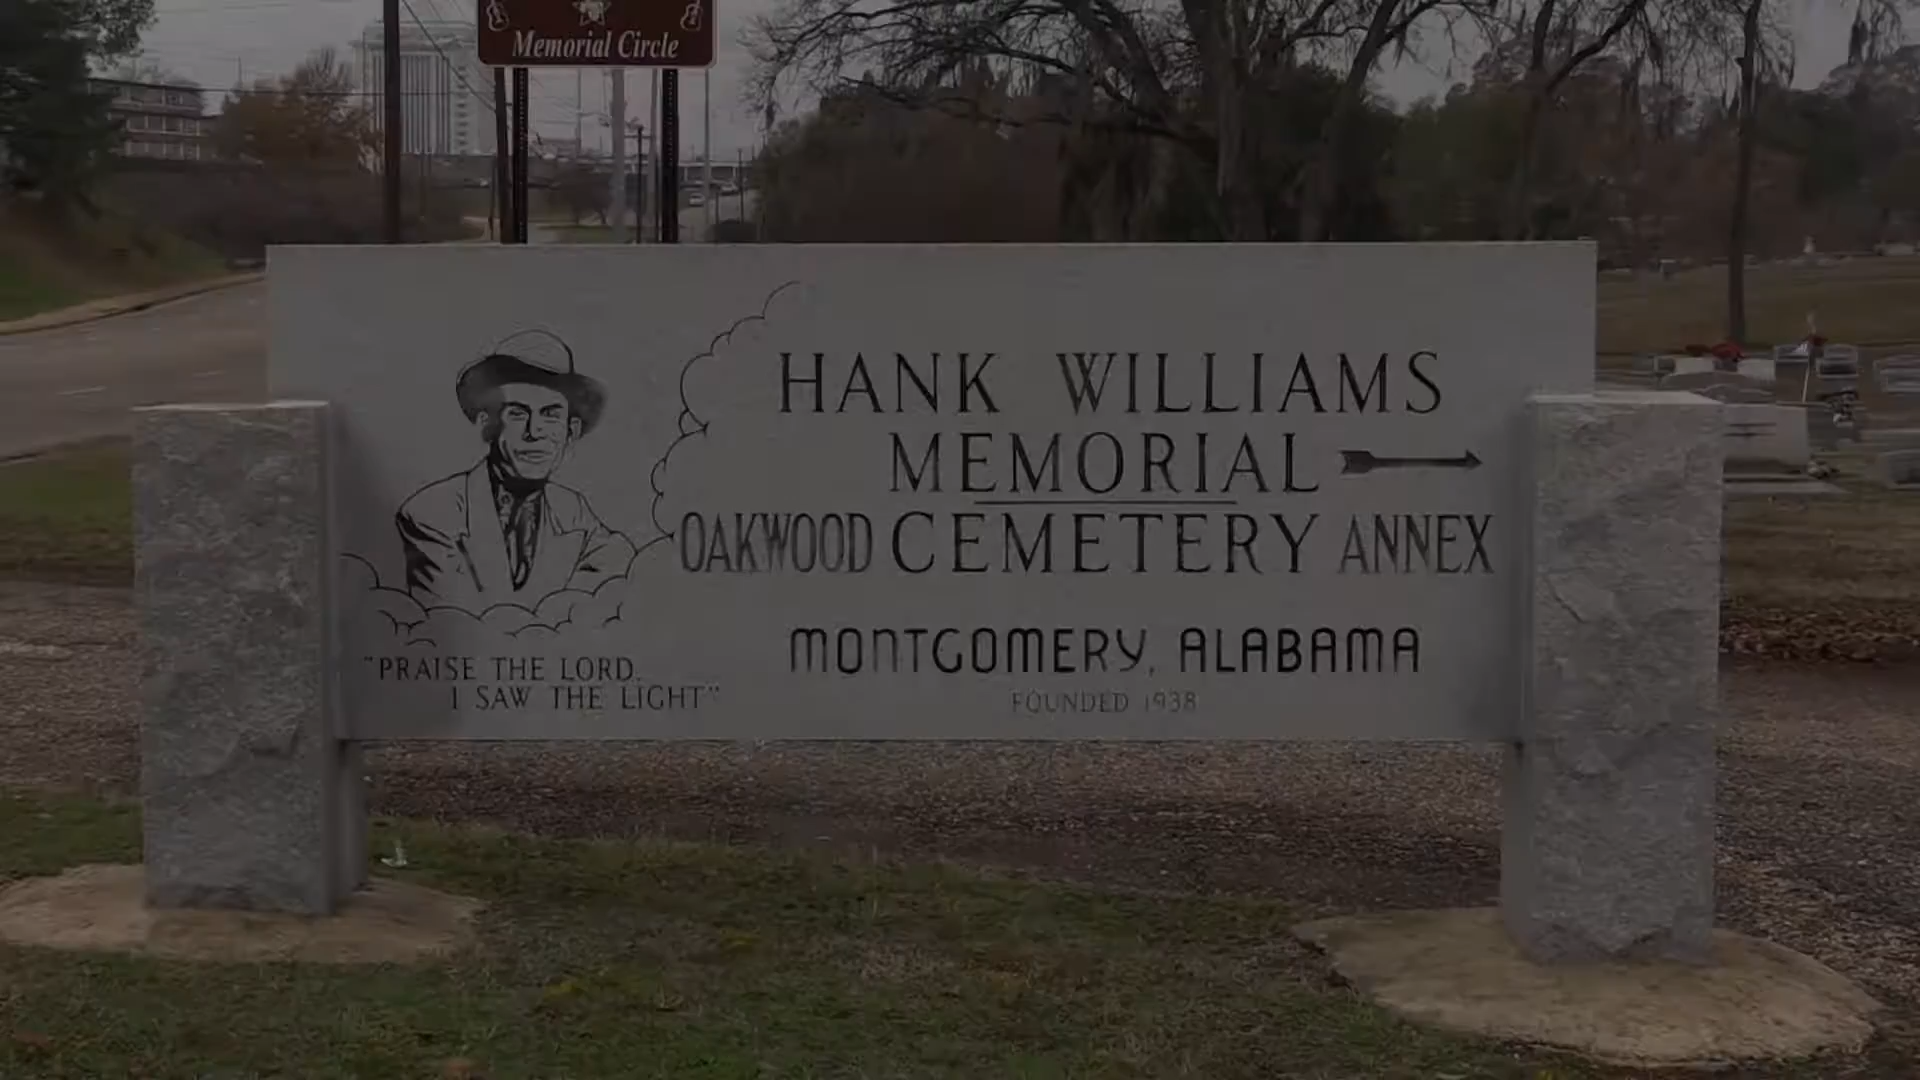 Memorial Circle
HANK WILLIAMS
MEMORIAL
OAKWOOD CEMETERY ANNEX
MONTGOMERY, ALABAMA
FOUNDED 1938
"PRAISE THE LORD,
I SAW THE LIGHT"